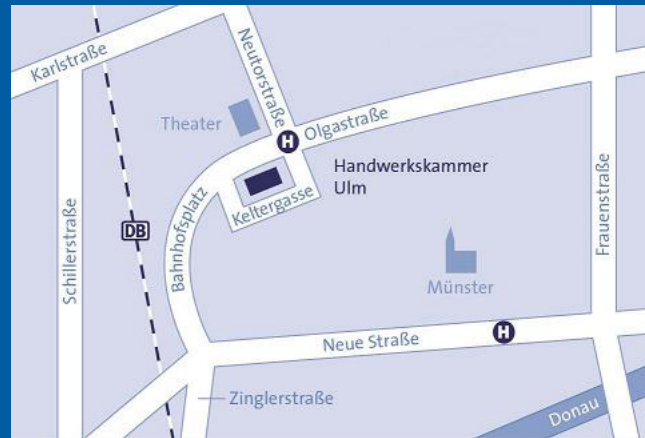 Karlstraße
Neutorstraße
Theater
H
Olgastraße
Handwerkskammer
Ulm
Keltergasse
Bahnhofsplatz
DB
Schillerstraße
Frauenstraße
Münster
H
Neue Straße
Zinglerstraße
Donau